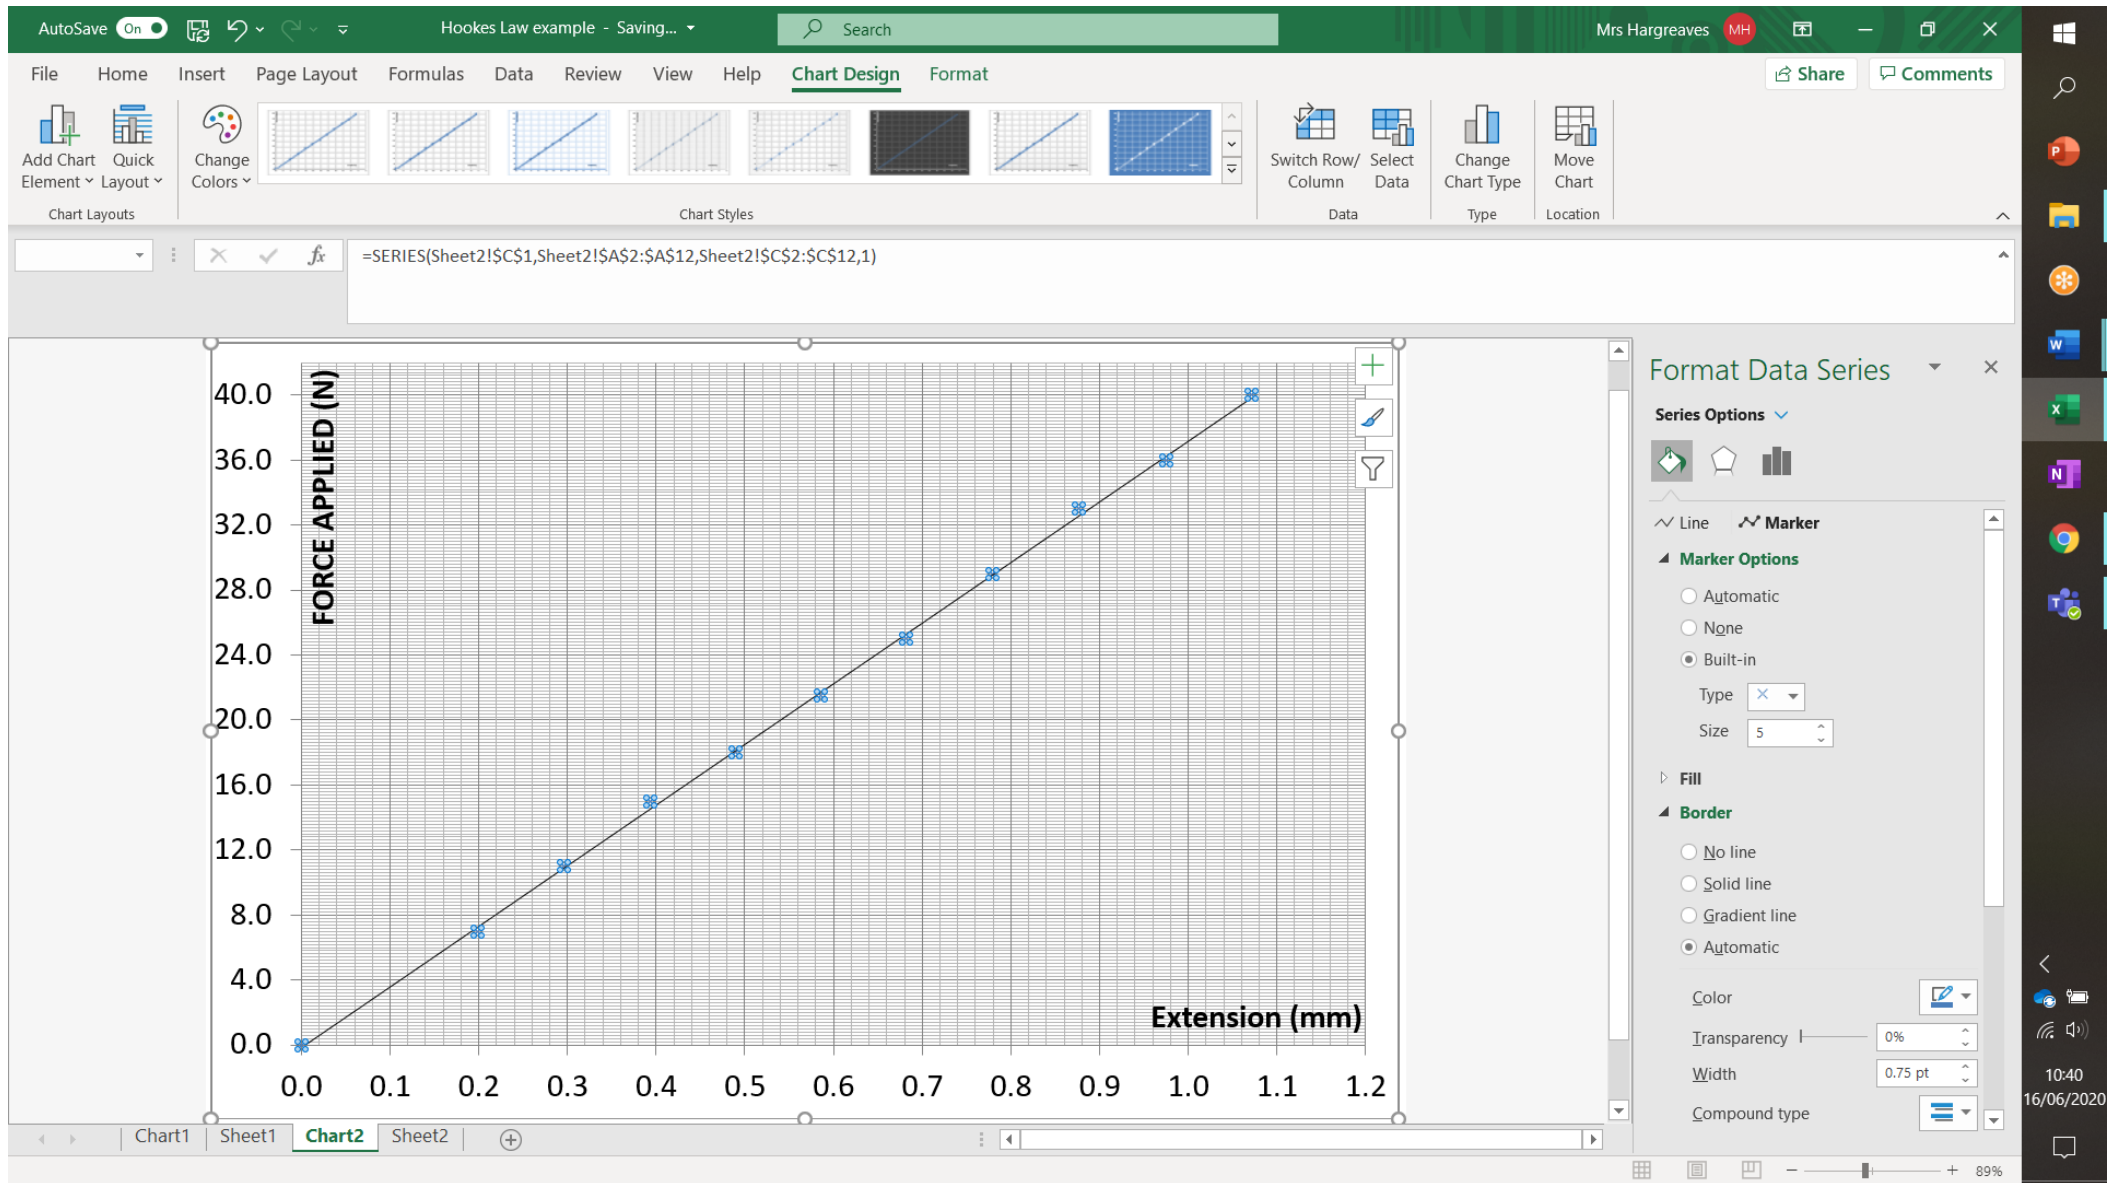 AutoSave On Hookes Law example - Saving... Search Mrs Hargreaves MH
File Home Insert Page Layout Formulas Data Review View Help Chart Design Format Share Comments
Add Chart Element Quick Layout Change Colors Switch Row/ Column Select Data Change Chart Type Move Chart
Chart Layouts Chart Styles Data Type Location
fx =SERIES(Sheet2!$C$1,Sheet2!$A$2:$A$12,Sheet2!$C$2:$C$12,1)
FORCE APPLIED (N)
40.0
36.0
32.0
28.0
24.0
20.0
16.0
12.0
8.0
4.0
0.0
Extension (mm)
0.0 0.1 0.2 0.3 0.4 0.5 0.6 0.7 0.8 0.9 1.0 1.1 1.2
Format Data Series
Series Options
Line Marker
Marker Options
Automatic
None
Built-in
Type
Size 5
Fill
Border
No line
Solid line
Gradient line
Automatic
Color
Transparency 0%
Width 0.75 pt
Compound type
Chart1 Sheet1 Chart2 Sheet2
89%
10:40
16/06/2020